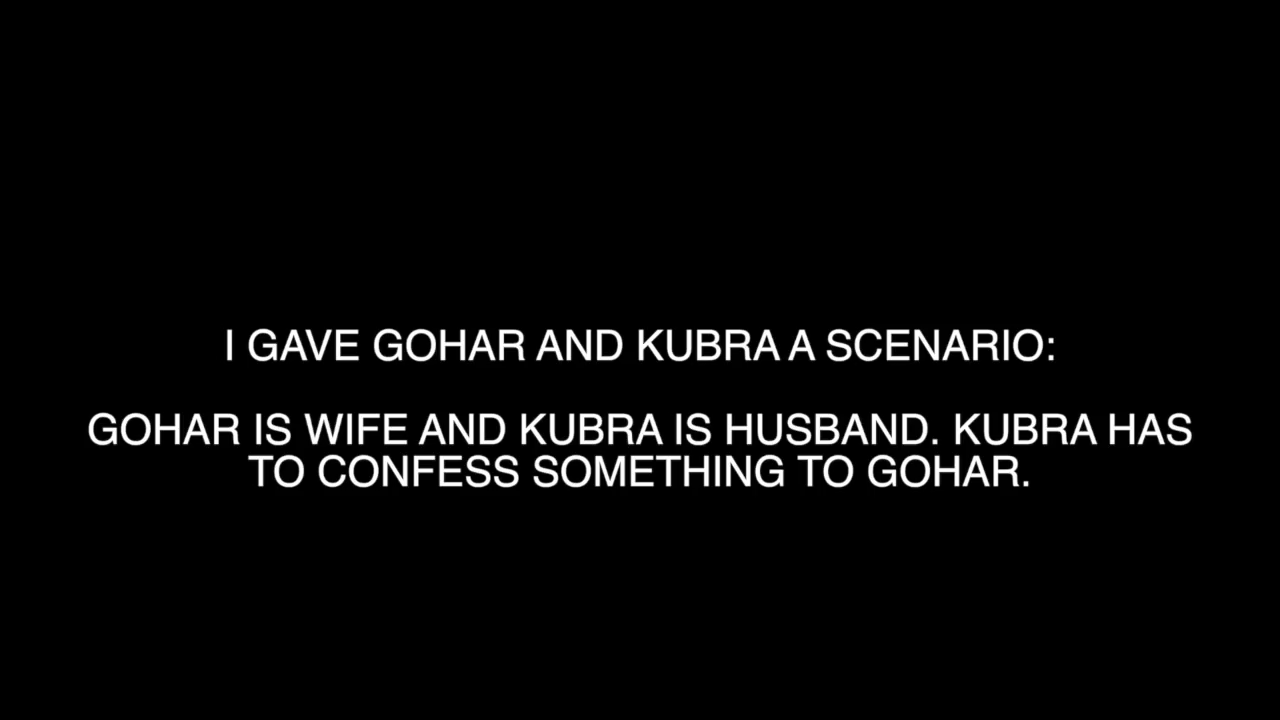 I GAVE GOHAR AND KUBRA A SCENARIO:
GOHAR IS WIFE AND KUBRA IS HUSBAND. KUBRA HAS
TO CONFESS SOMETHING TO GOHAR.